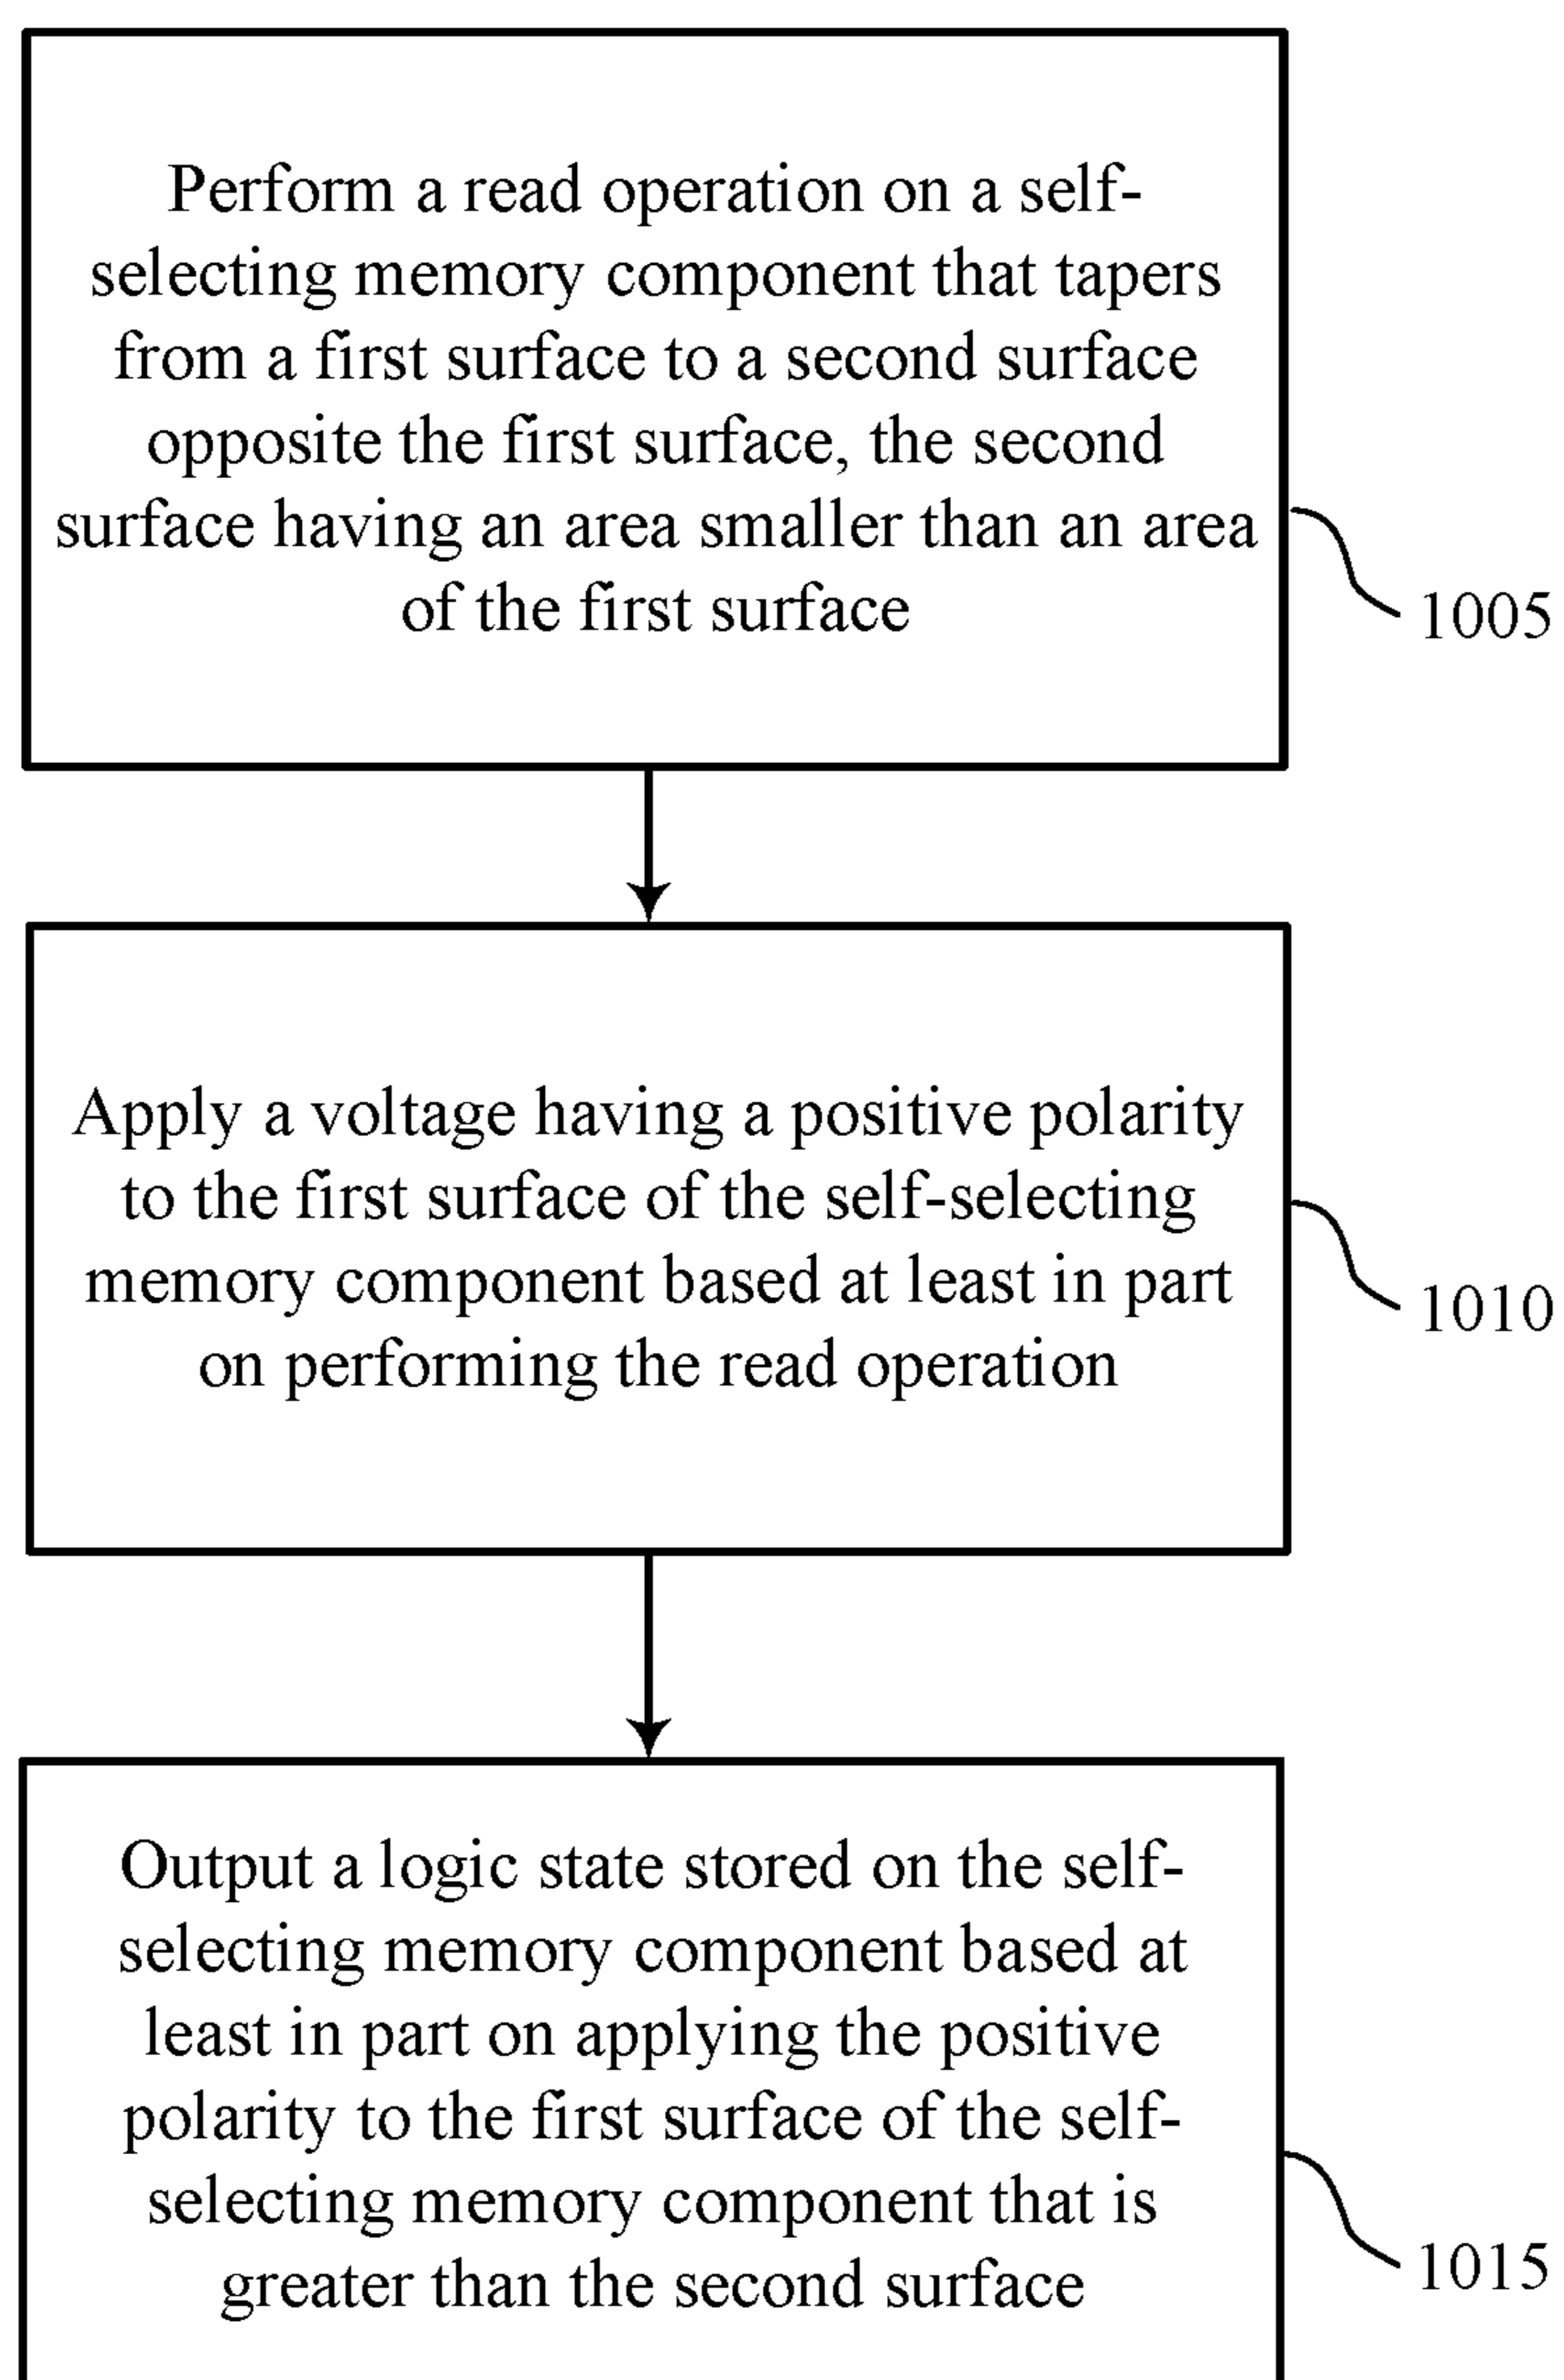 Perform a read operation on a self-
selecting memory component that tapers
from a first surface to a second surface
opposite the first surface, the second
surface having an area smaller than an area
of the first surface
1005
Apply a voltage having a positive polarity
to the first surface of the self-selecting
memory component based at least in part
on performing the read operation
1010
Output a logic state stored on the self-
selecting memory component based at
least in part on applying the positive
polarity to the first surface of the self-
selecting memory component that is
greater than the second surface
1015